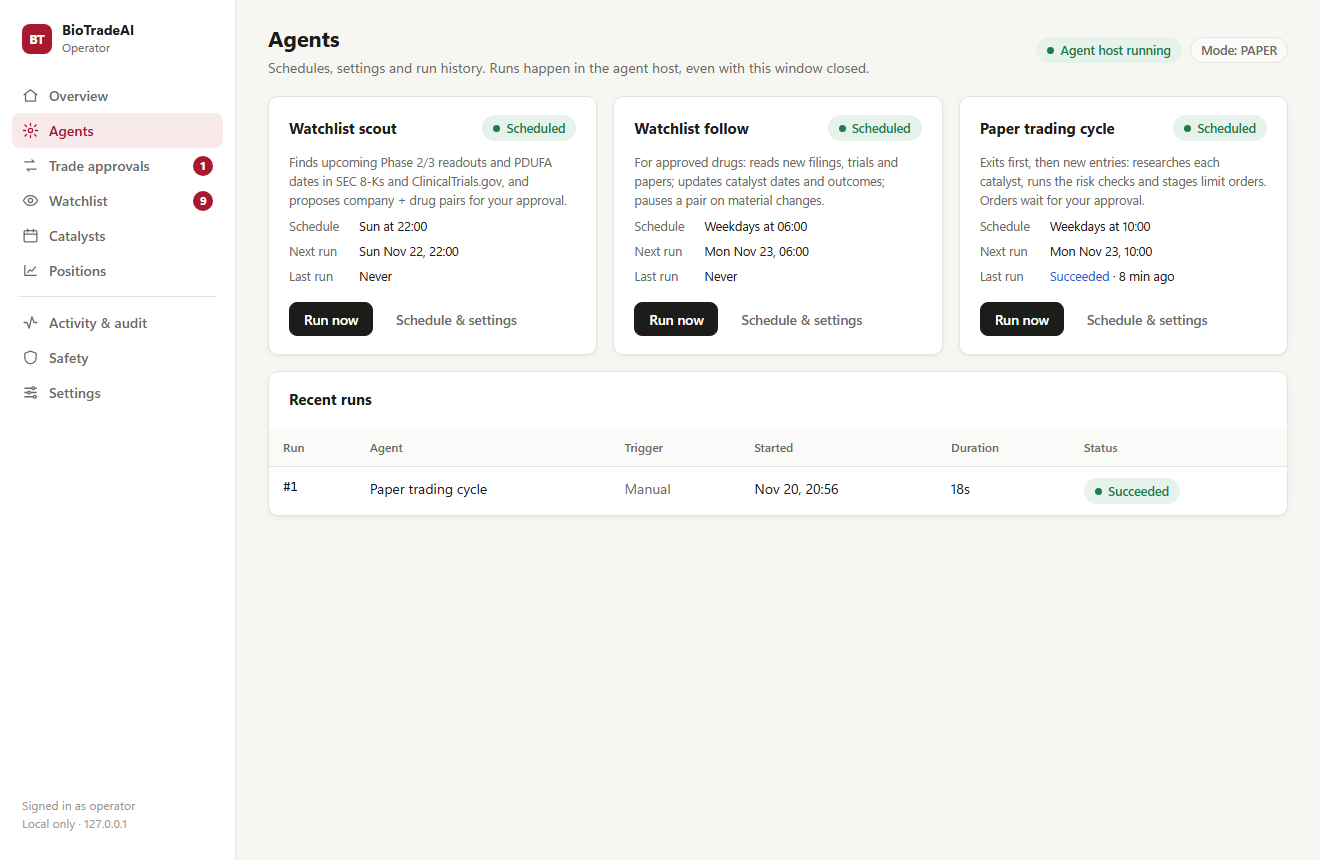 BT
BioTradeAI
Operator
Overview
Agents
Trade approvals 1
Watchlist 9
Catalysts
Positions
Activity & audit
Safety
Settings
Signed in as operator
Local only · 127.0.0.1
Agents
Schedules, settings and run history. Runs happen in the agent host, even with this window closed.
Agent host running
Mode: PAPER
Watchlist scout
Scheduled
Finds upcoming Phase 2/3 readouts and PDUFA
dates in SEC 8-Ks and ClinicalTrials.gov, and
proposes company + drug pairs for your approval.
Schedule Sun at 22:00
Next run Sun Nov 22, 22:00
Last run Never
Run now Schedule & settings
Watchlist follow
Scheduled
For approved drugs: reads new filings, trials and
papers; updates catalyst dates and outcomes;
pauses a pair on material changes.
Schedule Weekdays at 06:00
Next run Mon Nov 23, 06:00
Last run Never
Run now Schedule & settings
Paper trading cycle
Scheduled
Exits first, then new entries: researches each
catalyst, runs the risk checks and stages limit orders.
Orders wait for your approval.
Schedule Weekdays at 10:00
Next run Mon Nov 23, 10:00
Last run Succeeded · 8 min ago
Run now Schedule & settings
Recent runs
Run Agent Trigger Started Duration Status
#1 Paper trading cycle Manual Nov 20, 20:56 18s Succeeded